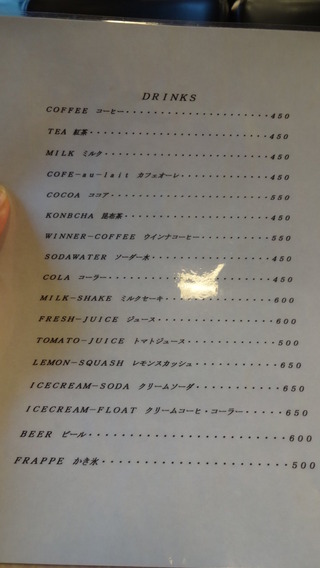 DRINKS
COFFEE コーヒー・・・・・・・・・・・・・・・・・・・・・・450
TEA 紅茶・・・・・・・・・・・・・・・・・・・・・・・・・・・450
MILK ミルク・・・・・・・・・・・・・・・・・・・・・・・・・450
COFE-au-lait カフェオーレ・・・・・・・・・・・・・・450
COCOA ココア・・・・・・・・・・・・・・・・・・・・・・・・550
KONBCHA 昆布茶・・・・・・・・・・・・・・・・・・・・・450
WINNER-COFFEE ウインナコーヒー・・・・・・・・・550
SODAWATER ソーダー水・・・・・・・・・・・・・・・・・450
COLA コーラー・・・・・・・・・・・・・・・・・・・・・・・・450
MILK-SHAKE ミルクセーキ・・・・・・・・・・・・・・・600
FRESH-JUICE ジュース・・・・・・・・・・・・・・・・・・600
TOMATO-JUICE トマトジュース・・・・・・・・・・・・500
LEMON-SQUASH レモンスカッシュ・・・・・・・・・・650
ICECREAM-SODA クリームソーダ・・・・・・・・・・・650
ICECREAM-FLOAT クリームコーヒ・コーラー・・・・・・650
BEER ビール・・・・・・・・・・・・・・・・・・・・・・・・・600
FRAPPE かき氷・・・・・・・・・・・・・・・・・・・・・・・500